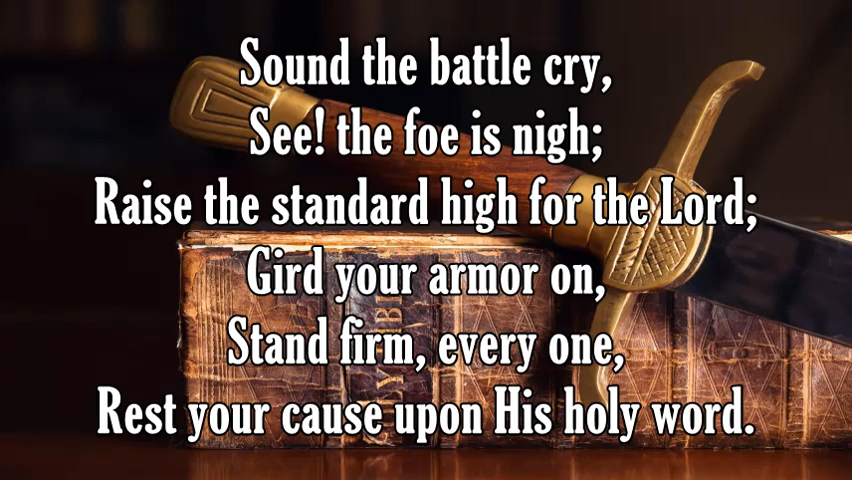 Sound the battle cry,
See! the foe is nigh;
Raise the standard high for the Lord;
Gird your armor on,
Stand firm, every one,
Rest your cause upon His holy word.